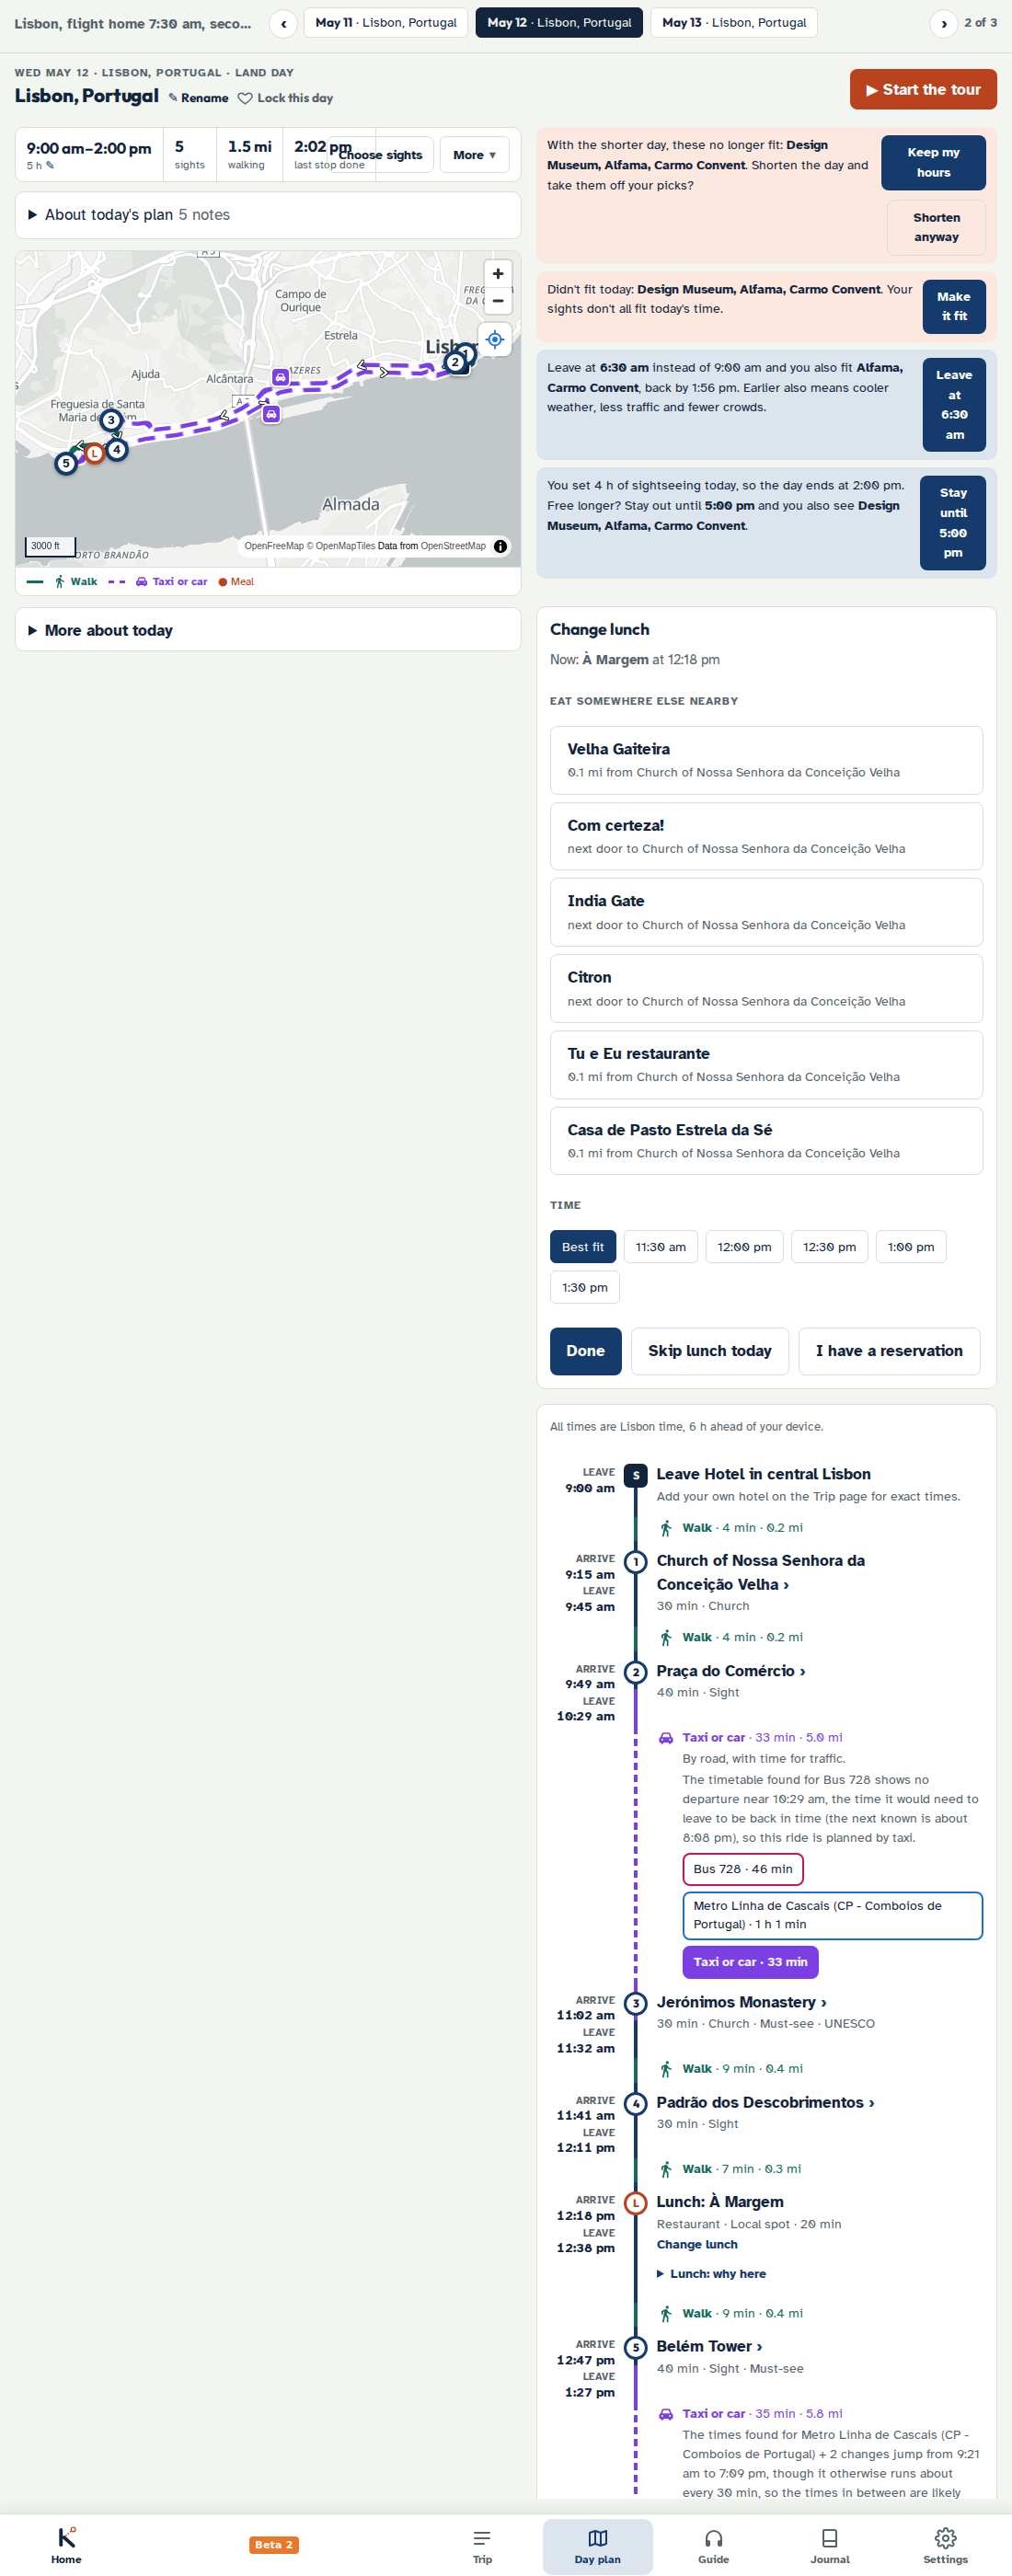 Lisbon, flight home 7:30 am, seco...
‹
May 11 · Lisbon, Portugal
May 12 · Lisbon, Portugal
May 13 · Lisbon, Portugal
›
2 of 3
WED MAY 12 · LISBON, PORTUGAL · LAND DAY
Lisbon, Portugal
✎ Rename
Lock this day
▶ Start the tour
9:00 am–2:00 pm
5 h ✎
5
sights
1.5 mi
walking
2:02 pm
last stop done
Choose sights
More ▼
▶ About today's plan 5 notes
Campo de
Ourique
Estrela
Ajuda
Alcântara
Freguesia de Santa
Almada
1
2
3
4
5
L
+
−
3000 ft
OpenFreeMap © OpenMapTiles Data from OpenStreetMap
Walk
Taxi or car
Meal
▶ More about today
With the shorter day, these no longer fit: Design
Museum, Alfama, Carmo Convent. Shorten the day and
take them off your picks?
Keep my
hours
Shorten
anyway
Didn't fit today: Design Museum, Alfama, Carmo Convent. Your
sights don't all fit today's time.
Make
it fit
Leave at 6:30 am instead of 9:00 am and you also fit Alfama,
Carmo Convent, back by 1:56 pm. Earlier also means cooler
weather, less traffic and fewer crowds.
Leave
at
6:30
am
You set 4 h of sightseeing today, so the day ends at 2:00 pm.
Free longer? Stay out until 5:00 pm and you also see Design
Museum, Alfama, Carmo Convent.
Stay
until
5:00
pm
Change lunch
Now: À Margem at 12:18 pm
EAT SOMEWHERE ELSE NEARBY
Velha Gaiteira
0.1 mi from Church of Nossa Senhora da Conceição Velha
Com certeza!
next door to Church of Nossa Senhora da Conceição Velha
India Gate
next door to Church of Nossa Senhora da Conceição Velha
Citron
next door to Church of Nossa Senhora da Conceição Velha
Tu e Eu restaurante
0.1 mi from Church of Nossa Senhora da Conceição Velha
Casa de Pasto Estrela da Sé
0.1 mi from Church of Nossa Senhora da Conceição Velha
TIME
Best fit
11:30 am
12:00 pm
12:30 pm
1:00 pm
1:30 pm
Done
Skip lunch today
I have a reservation
All times are Lisbon time, 6 h ahead of your device.
LEAVE
9:00 am
S
Leave Hotel in central Lisbon
Add your own hotel on the Trip page for exact times.
Walk · 4 min · 0.2 mi
ARRIVE
9:15 am
LEAVE
9:45 am
1
Church of Nossa Senhora da
Conceição Velha ›
30 min · Church
Walk · 4 min · 0.2 mi
ARRIVE
9:49 am
LEAVE
10:29 am
2
Praça do Comércio ›
40 min · Sight
Taxi or car · 33 min · 5.0 mi
By road, with time for traffic.
The timetable found for Bus 728 shows no
departure near 10:29 am, the time it would need to
leave to be back in time (the next known is about
8:08 pm), so this ride is planned by taxi.
Bus 728 · 46 min
Metro Linha de Cascais (CP - Comboios de
Portugal) · 1 h 1 min
Taxi or car · 33 min
ARRIVE
11:02 am
LEAVE
11:32 am
3
Jerónimos Monastery ›
30 min · Church · Must-see · UNESCO
Walk · 9 min · 0.4 mi
ARRIVE
11:41 am
LEAVE
12:11 pm
4
Padrão dos Descobrimentos ›
30 min · Sight
Walk · 7 min · 0.3 mi
ARRIVE
12:18 pm
LEAVE
12:38 pm
L
Lunch: À Margem
Restaurant · Local spot · 20 min
Change lunch
▶ Lunch: why here
Walk · 9 min · 0.4 mi
ARRIVE
12:47 pm
LEAVE
1:27 pm
5
Belém Tower ›
40 min · Sight · Must-see
Taxi or car · 35 min · 5.8 mi
The times found for Metro Linha de Cascais (CP -
Comboios de Portugal) + 2 changes jump from 9:21
am to 7:09 pm, though it otherwise runs about
every 30 min, so the times in between are likely
Home
Beta 2
Trip
Day plan
Guide
Journal
Settings